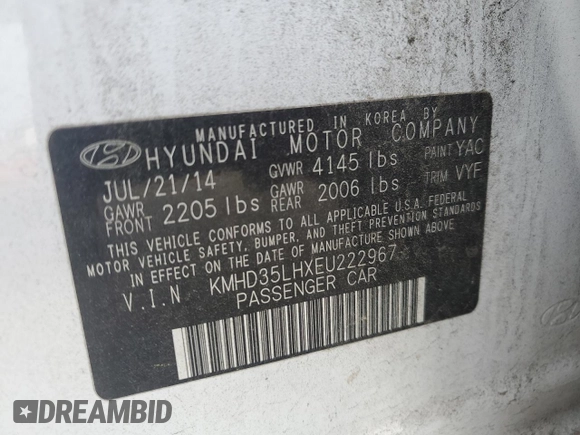 MANUFACTURED IN KOREA BY
HYUNDAI MOTOR COMPANY
JUL/21/14 GVWR 4145 lbs PAINT YAC
GAWR FRONT 2205 lbs GAWR REAR 2006 lbs TRIM VYF
THIS VEHICLE CONFORMS TO ALL APPLICABLE U.S.A. FEDERAL
MOTOR VEHICLE SAFETY, BUMPER, AND THEFT PREVENTION STANDARDS
IN EFFECT ON THE DATE OF MANUFACTURE SHOWN ABOVE.
V.I.N KMHD35LHXEU222967
PASSENGER CAR
DREAMBID